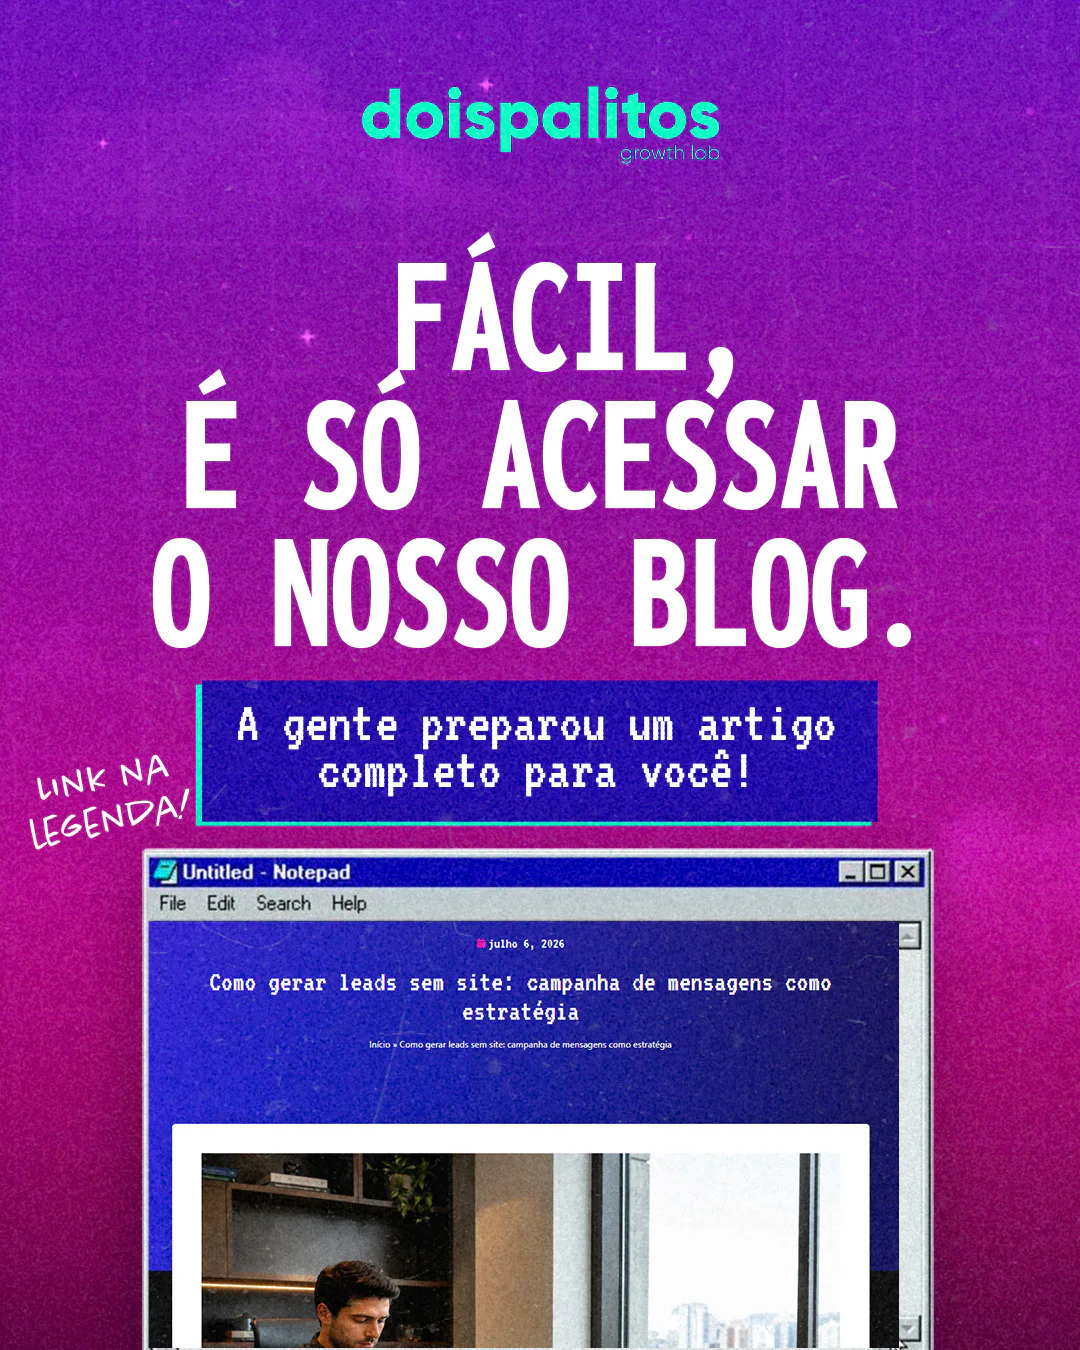 doispalitos
growth lab
FÁCIL,
É SÓ ACESSAR
O NOSSO BLOG.
A gente preparou um artigo
completo para você!
LINK NA
LEGENDA!
Untitled - Notepad
File Edit Search Help
julho 6, 2026
Como gerar leads sem site: campanha de mensagens como
estratégia
Início » Como gerar leads sem site: campanha de mensagens como estratégia